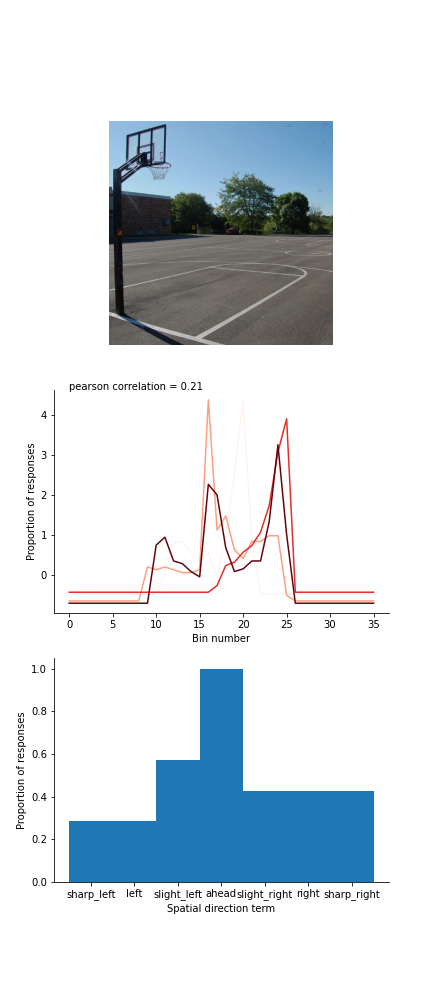 pearson correlation = 0.21
4
3
2
1
0
Proportion of responses
0 5 10 15 20 25 30 35
Bin number
1.0
0.8
0.6
0.4
0.2
0.0
Proportion of responses
sharp_left left slight_left ahead slight_right right sharp_right
Spatial direction term